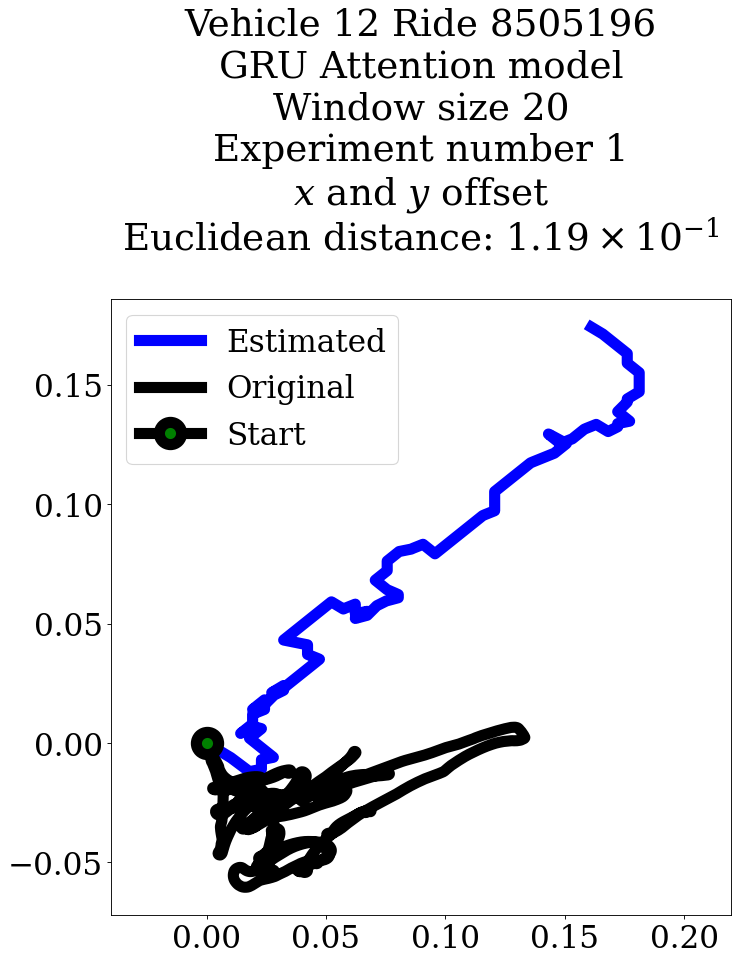 Vehicle 12 Ride 8505196
GRU Attention model
Window size 20
Experiment number 1
x and y offset
Euclidean distance: 1.19 × 10⁻¹
Estimated
Original
Start
0.15
0.10
0.05
0.00
−0.05
0.00 0.05 0.10 0.15 0.20